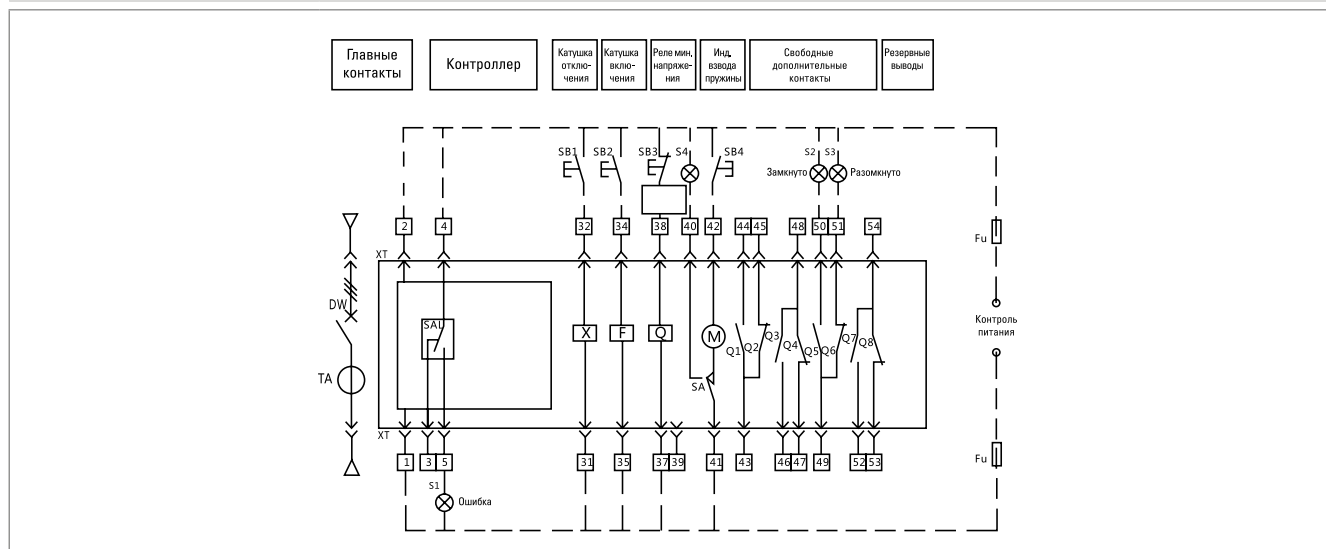 Главные
контакты
Контроллер
Катушка
отклю-
чения
Катушка
вклю-
чения
Реле мин.
напряже-
ния
Инд.
взвода
пружины
Свободные
дополнительные
контакты
Резервные
выводы
SB1
SB2
SB3
S4
SB4
S2
S3
Замкнуто
Разомкнуто
2
4
32
34
38
40
42
44
45
48
50
51
54
Fu
XT
DW
SAL
X
F
Q
M
Q1
Q2
Q3
Q4
Q5
Q6
Q7
Q8
Контроль
питания
TA
SA
XT
1
3
5
31
35
37
39
41
43
46
47
49
52
53
Fu
S1
Ошибка